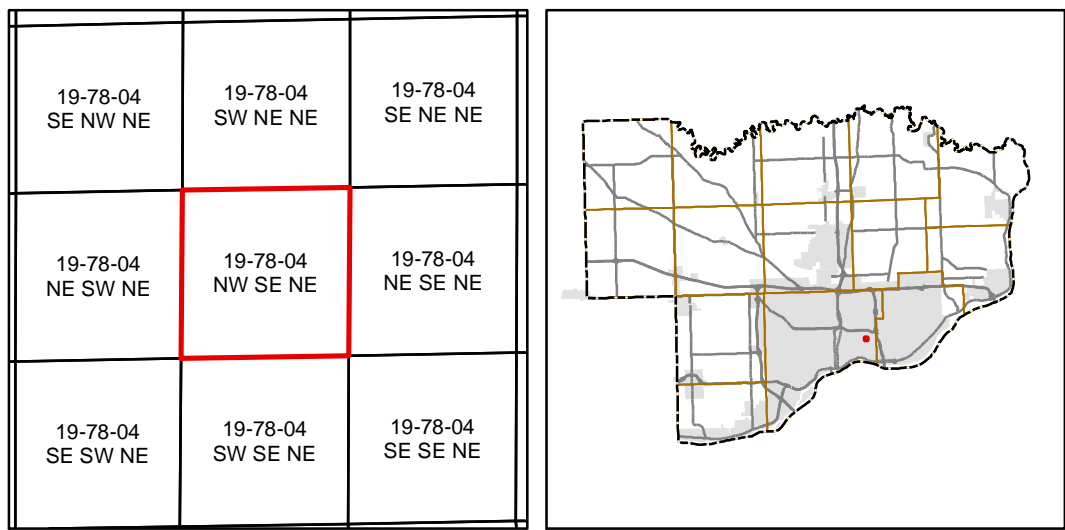 19-78-04
SE NW NE
19-78-04
SW NE NE
19-78-04
SE NE NE
19-78-04
NE SW NE
19-78-04
NW SE NE
19-78-04
NE SE NE
19-78-04
SE SW NE
19-78-04
SW SE NE
19-78-04
SE SE NE